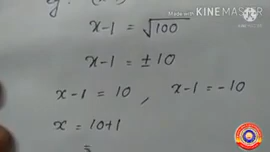 Made with KINEMASTER
x-1 = √100
x-1 = ± 10
x-1 = 10 , x-1 = -10
x = 10+1
=